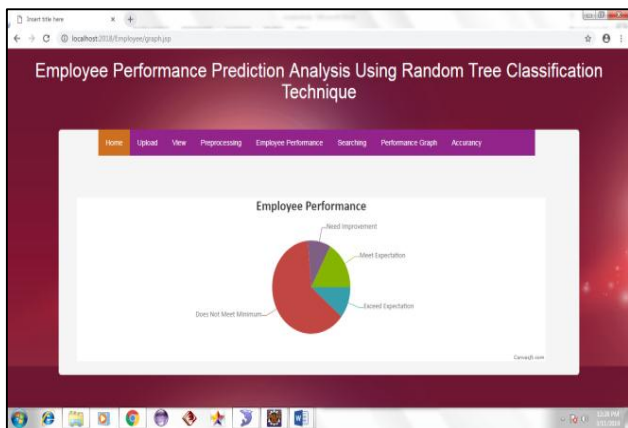 Insert title here
localhost:2018/Employee/graph.jsp
Employee Performance Prediction Analysis Using Random Tree Classification
Technique
Home Upload View Preprocessing Employee Performance Searching Performance Graph Accurancy
Employee Performance
Need Improvement
Meet Expectation
Exceed Expectation
Does Not Meet Minimum
CanvasJS.com